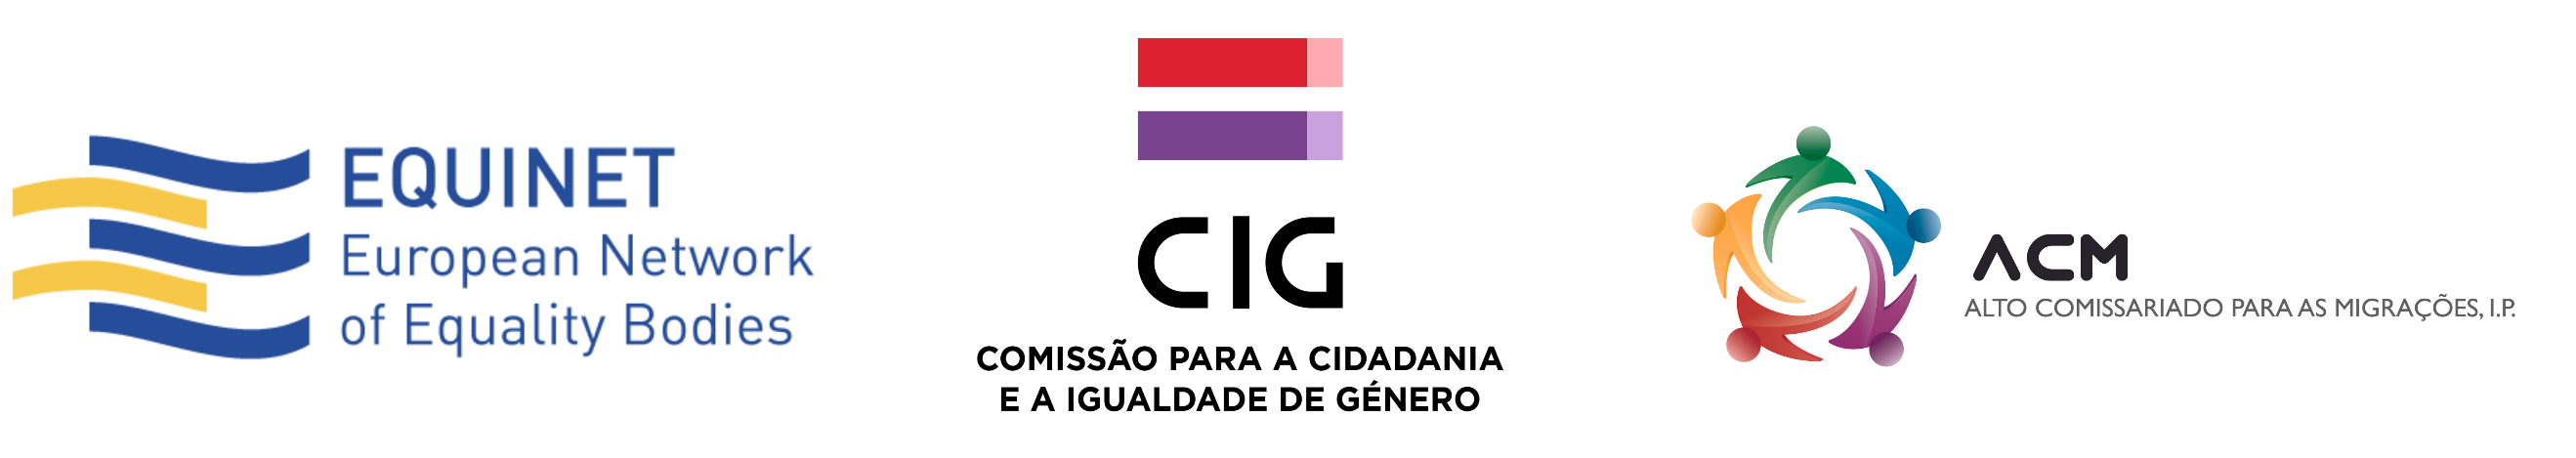 EQUINET
European Network
of Equality Bodies
CIG
COMISSÃO PARA A CIDADANIA
E A IGUALDADE DE GÉNERO
ACM
ALTO COMISSARIADO PARA AS MIGRAÇÕES, I.P.